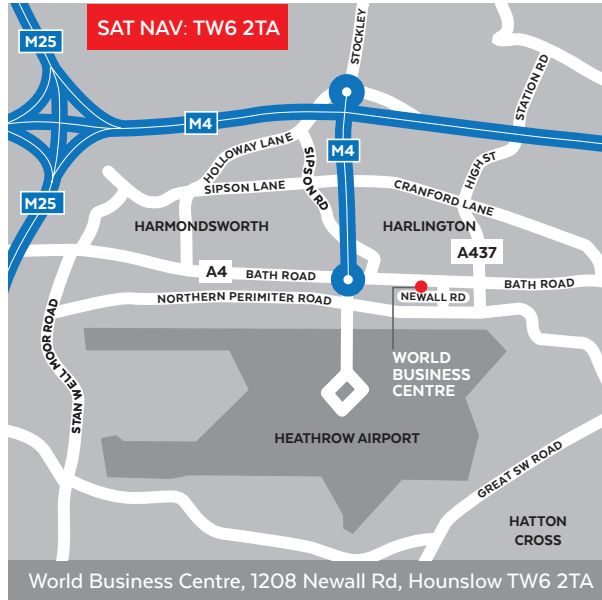 SAT NAV: TW6 2TA
M25
STOCKLEY
STATION RD
M4
HOLLOWAY LANE
SIPSON RD
M4
HIGH ST
M25
SIPSON LANE
CRANFORD LANE
HARMONDSWORTH
HARLINGTON
A437
A4
BATH ROAD
BATH ROAD
NORTHERN PERIMITER ROAD
NEWALL RD
STANWELL MOOR ROAD
WORLD
BUSINESS
CENTRE
HEATHROW AIRPORT
GREAT SW ROAD
HATTON
CROSS
World Business Centre, 1208 Newall Rd, Hounslow TW6 2TA